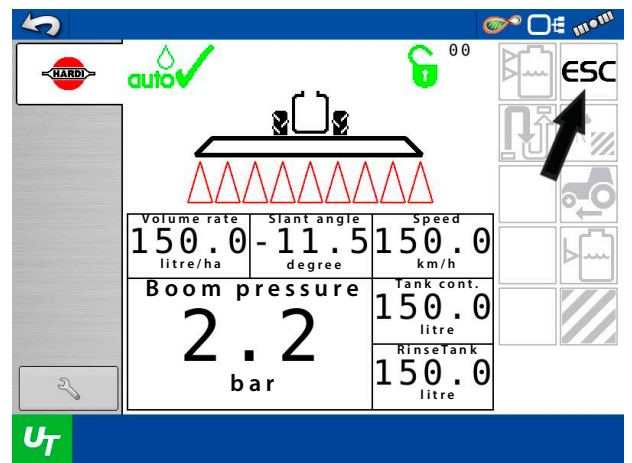 HARDI
auto
00
ESC
Volume rate
150.0
litre/ha
Slant angle
-11.5
degree
Speed
150.0
km/h
Boom pressure
2.2
bar
Tank cont.
150.0
litre
RinseTank
150.0
litre
UT